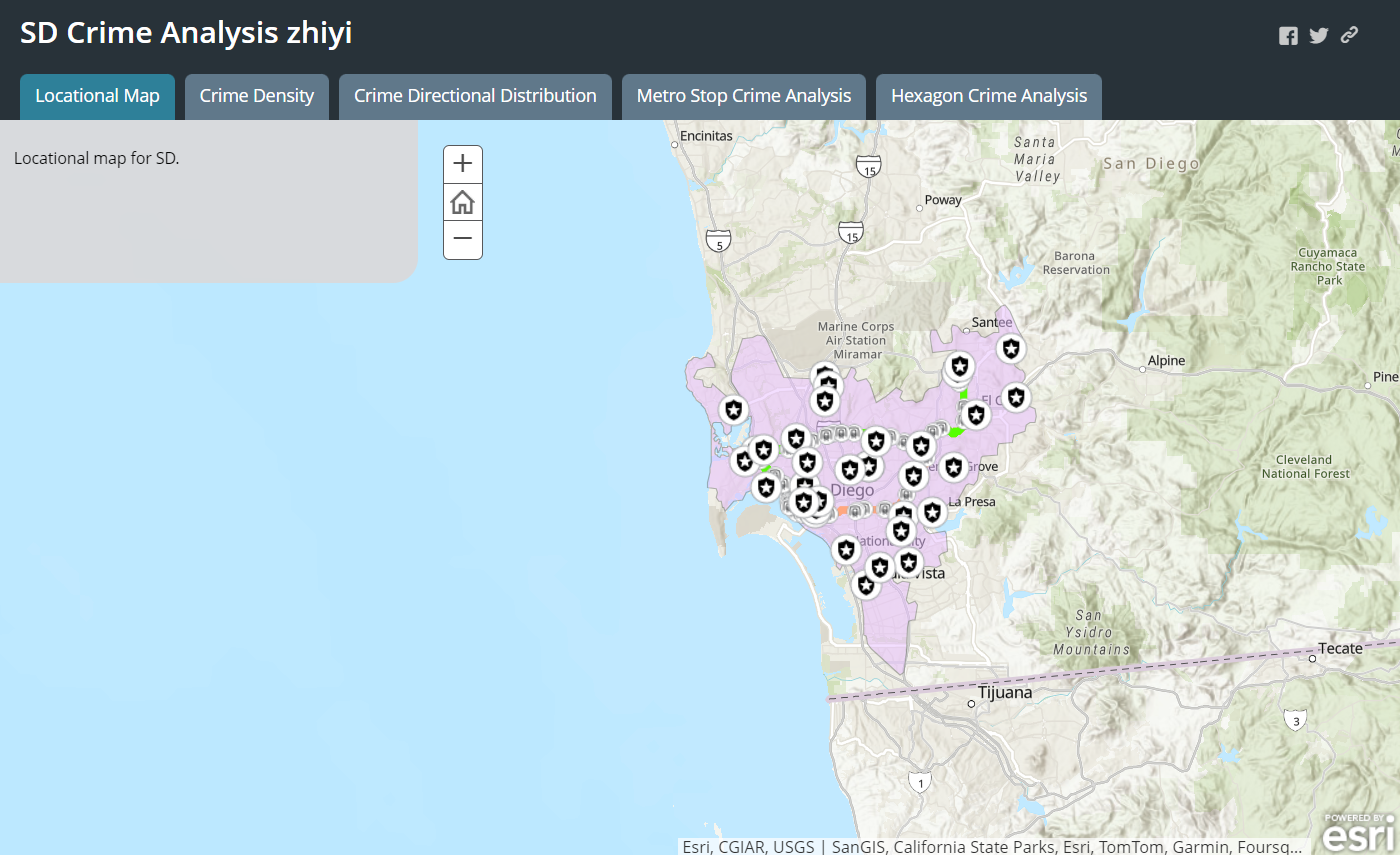 SD Crime Analysis zhiyi
Locational Map
Crime Density
Crime Directional Distribution
Metro Stop Crime Analysis
Hexagon Crime Analysis
Locational map for SD.
+
−
Encinitas
Santa
Maria
Valley
San Diego
15
Poway
15
5
Barona
Reservation
Cuyamaca
Rancho State
Park
Marine Corps
Air Station
Miramar
Santee
Alpine
Pine
El C
Grove
Cleveland
National Forest
Diego
La Presa
National City
Vista
San
Ysidro
Mountains
Tecate
Tijuana
3
1
POWERED BY
esri
Esri, CGIAR, USGS | SanGIS, California State Parks, Esri, TomTom, Garmin, Foursq...